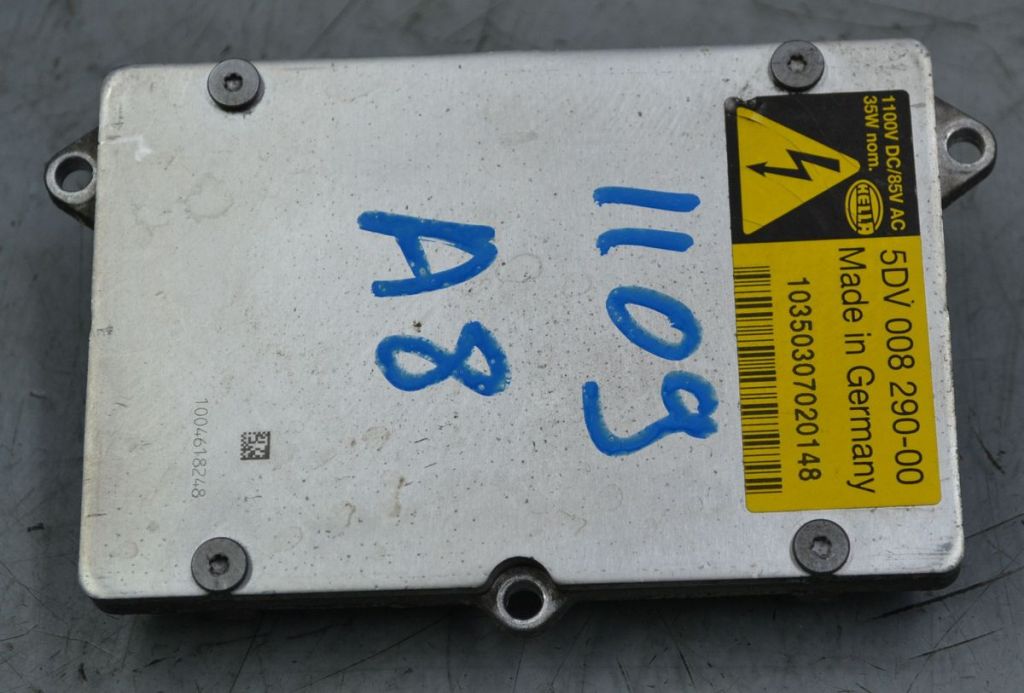 1100V DC/85V AC
35W nom.
HELLA
5DV 008 290-00
Made in Germany
10350307020148
1109
A8
1004618248